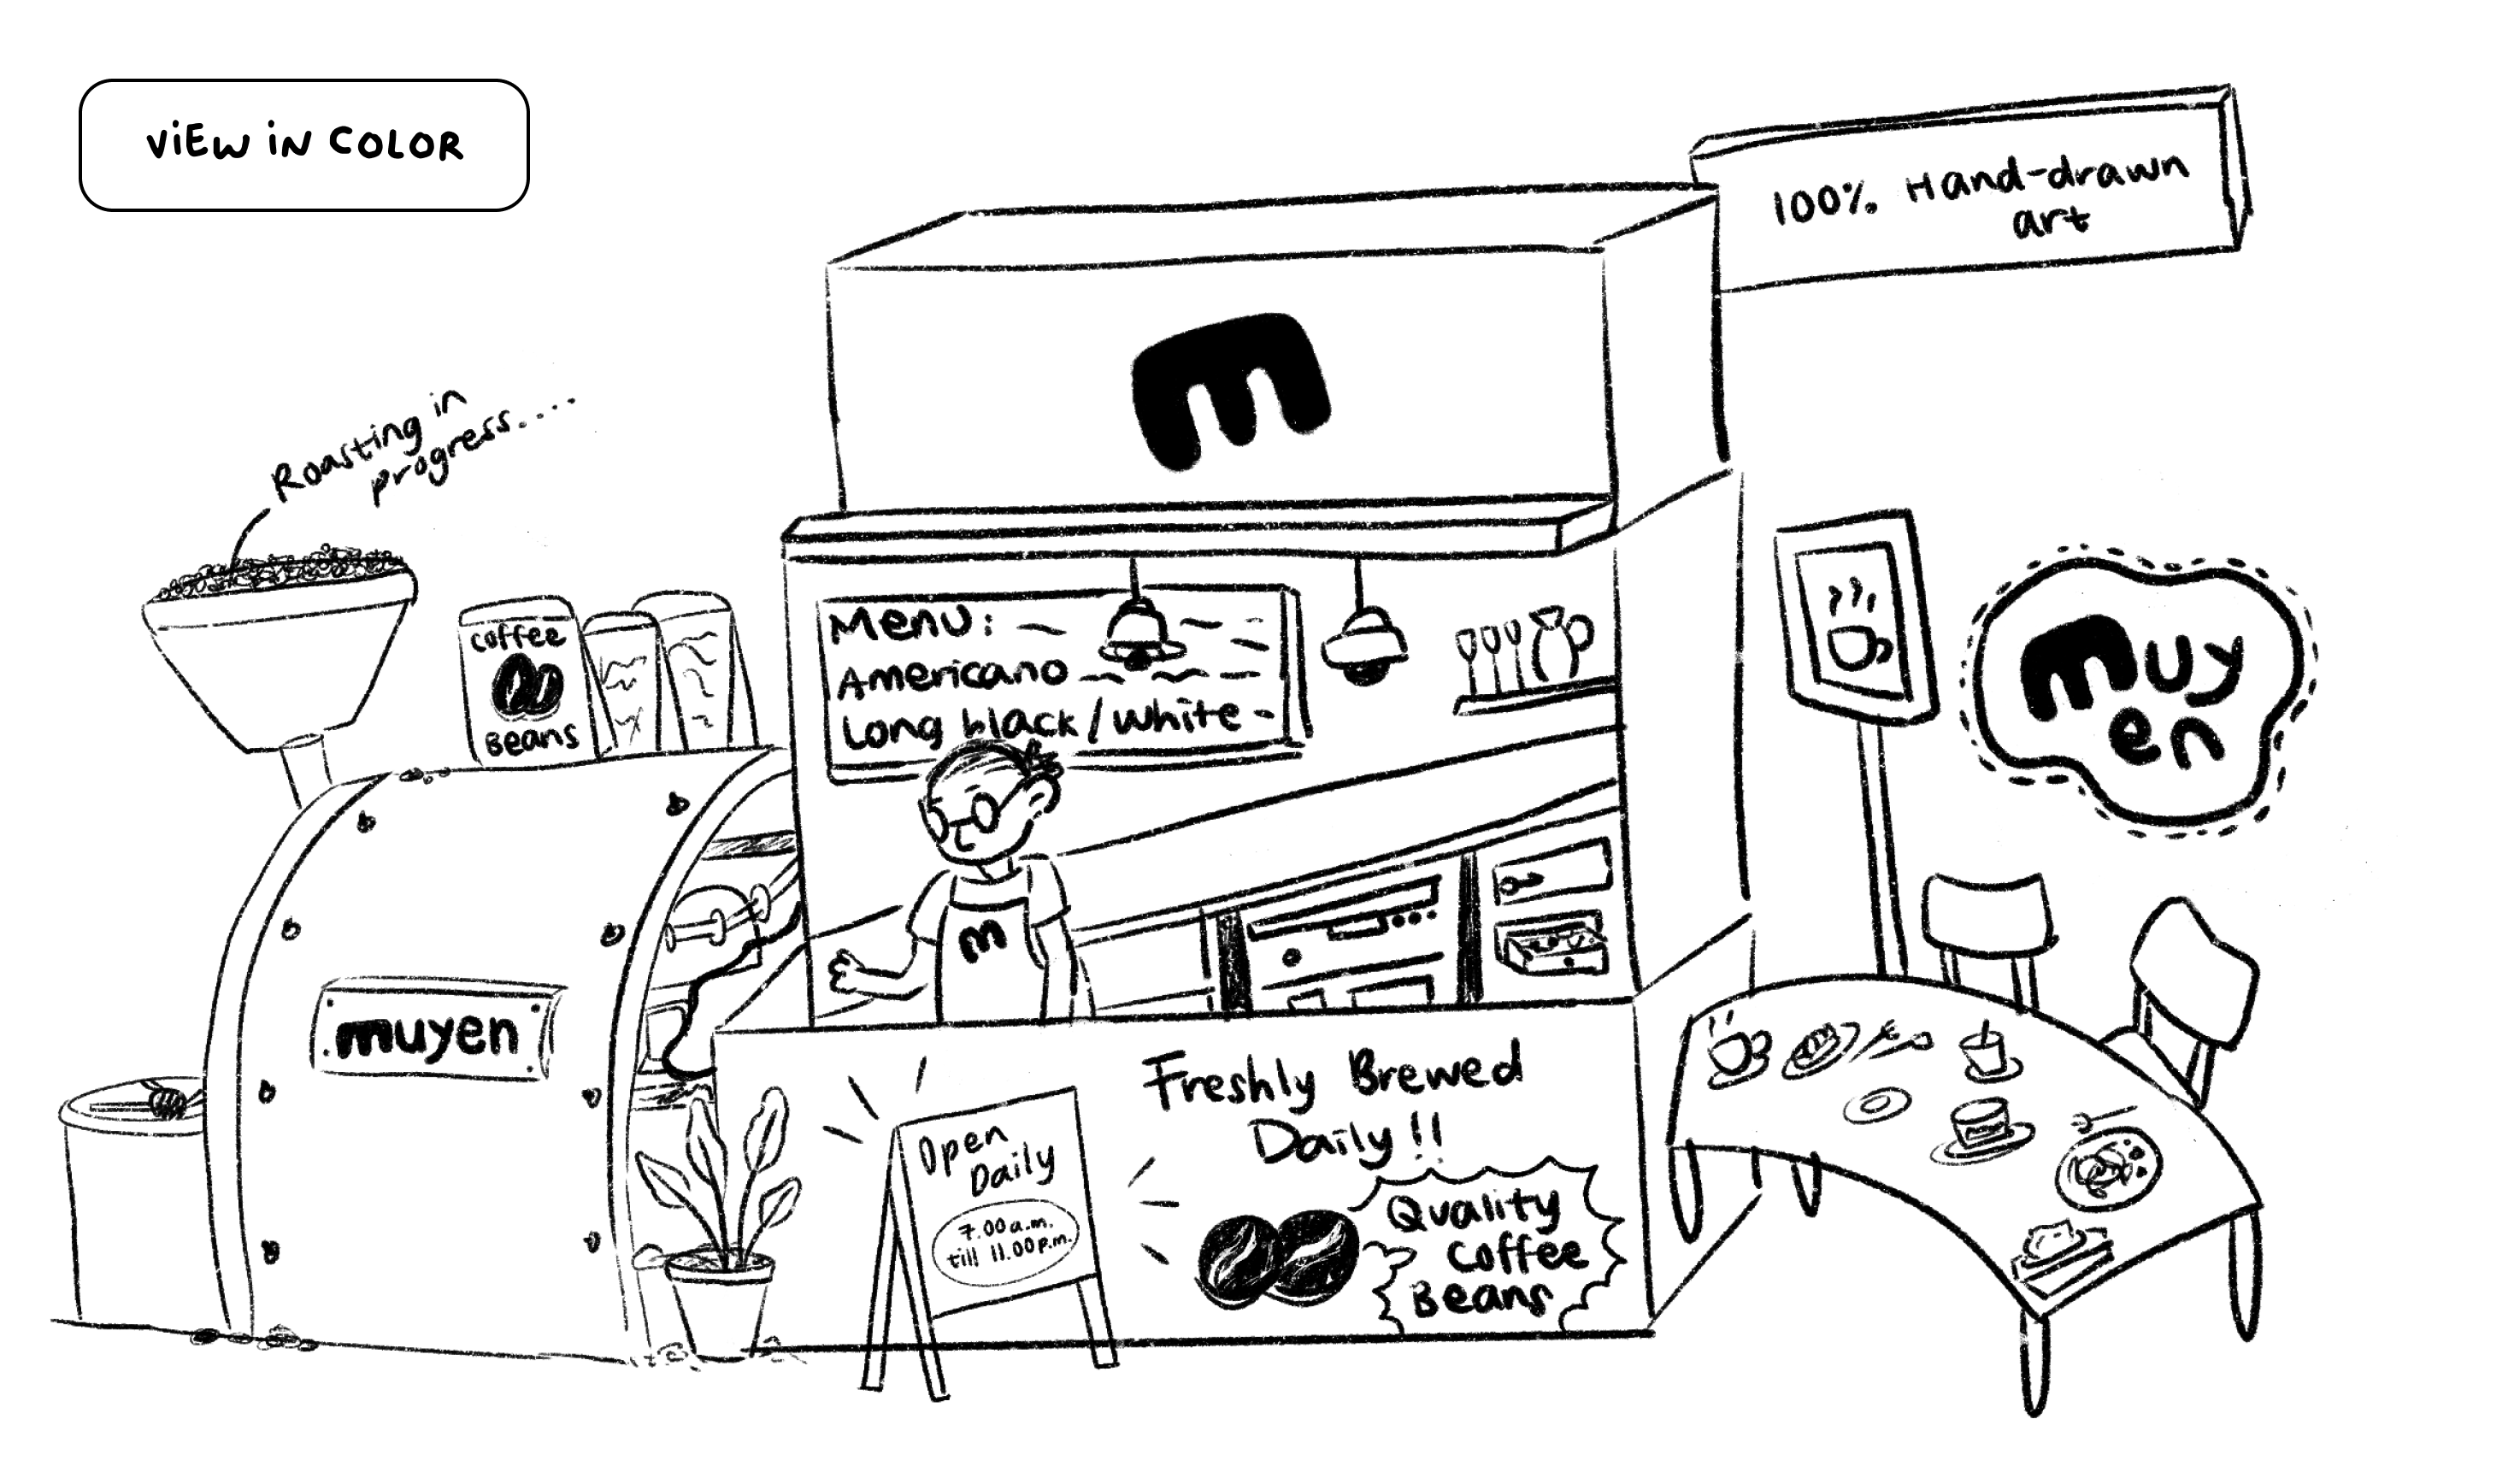 ViEW iN COLOR
100% Hand-drawn
art
m
Roasting in
progress....
coffee
Beans
Menu:
Americano
Long black / white
muy
en
m
muyen
Freshly Brewed
Daily!!
Open
Daily
7.00 a.m.
till 11.00 p.m.
Quality
Coffee
Beans